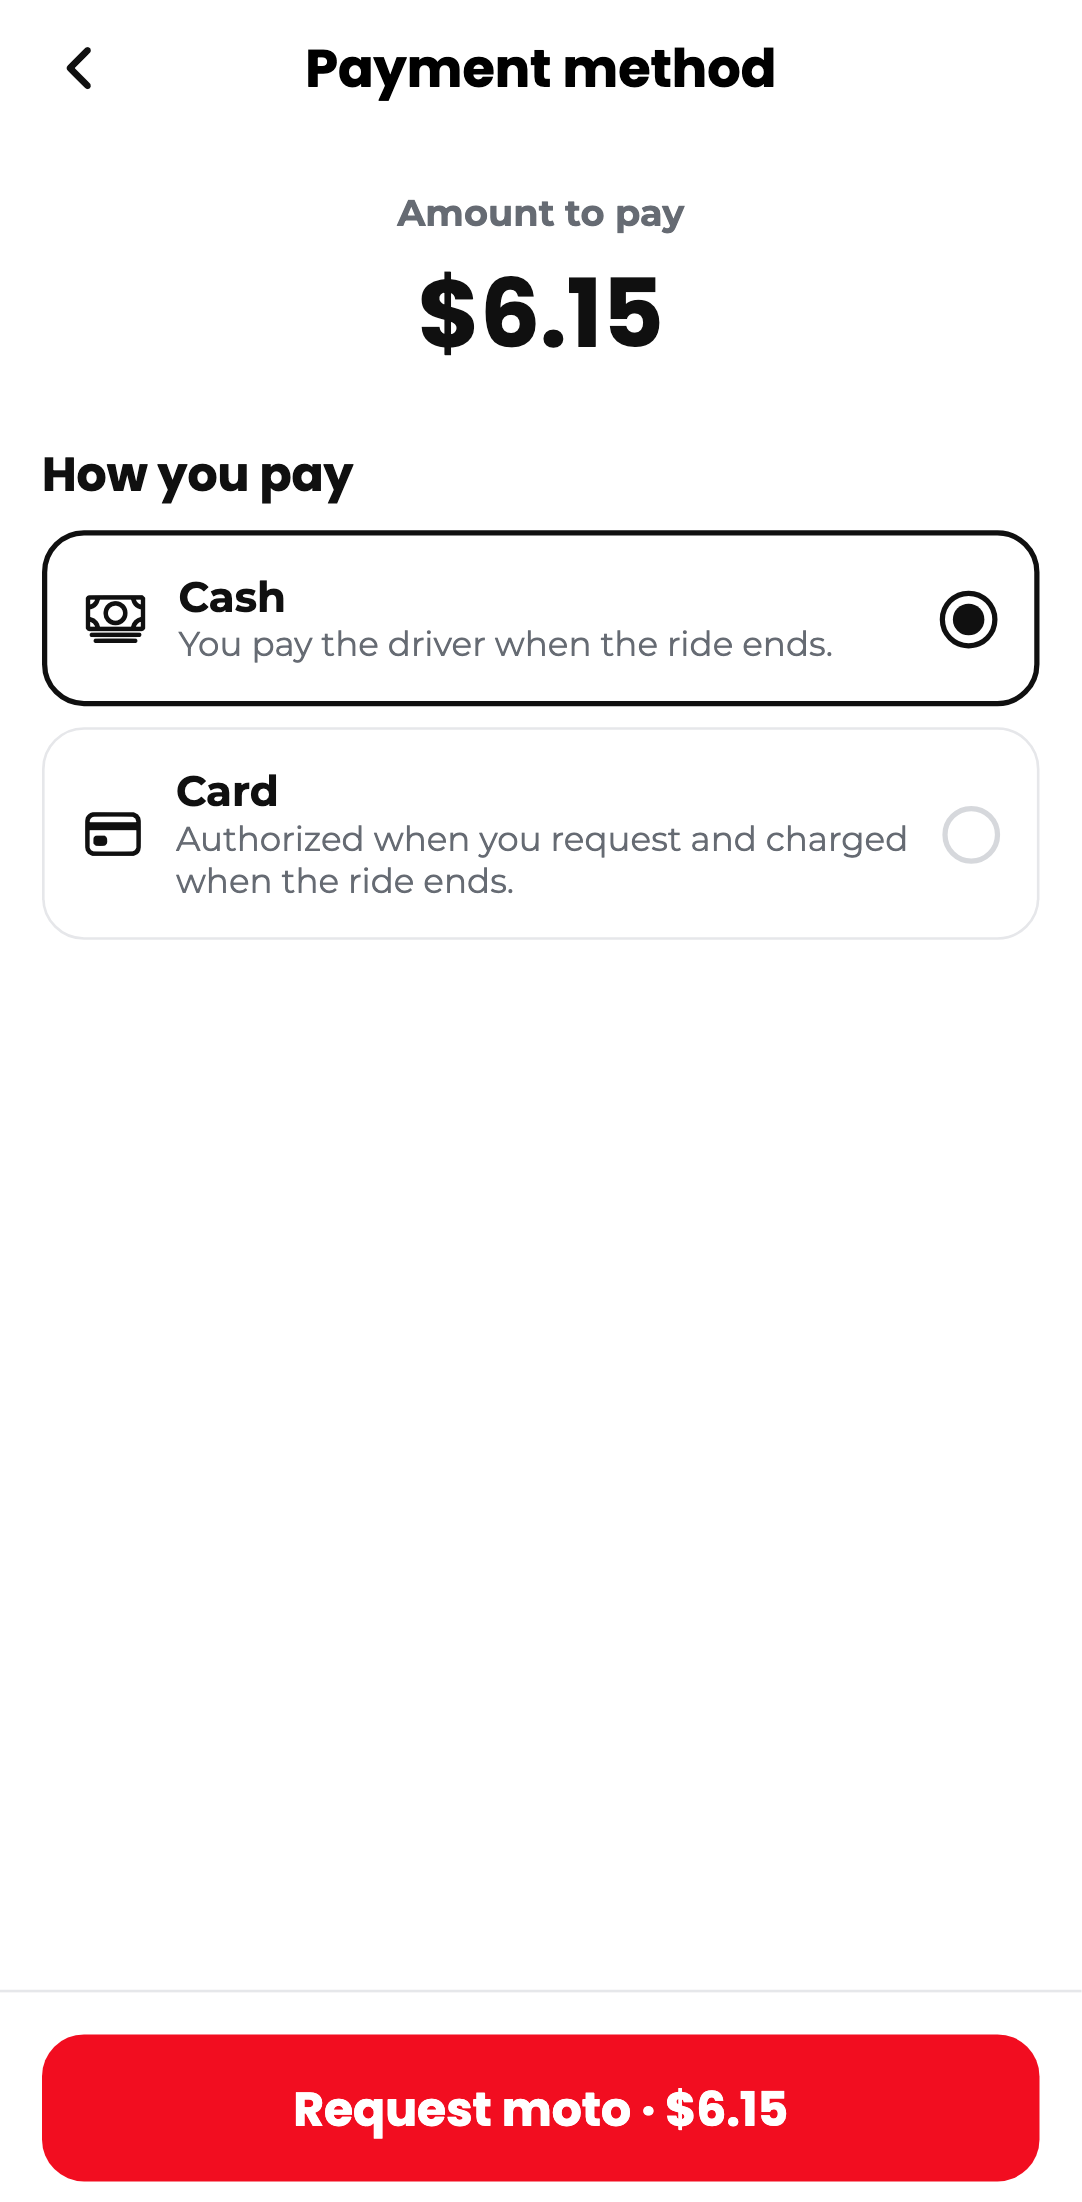 Payment method
Amount to pay
$6.15
How you pay
Cash
You pay the driver when the ride ends.
Card
Authorized when you request and charged
when the ride ends.
Request moto · $6.15